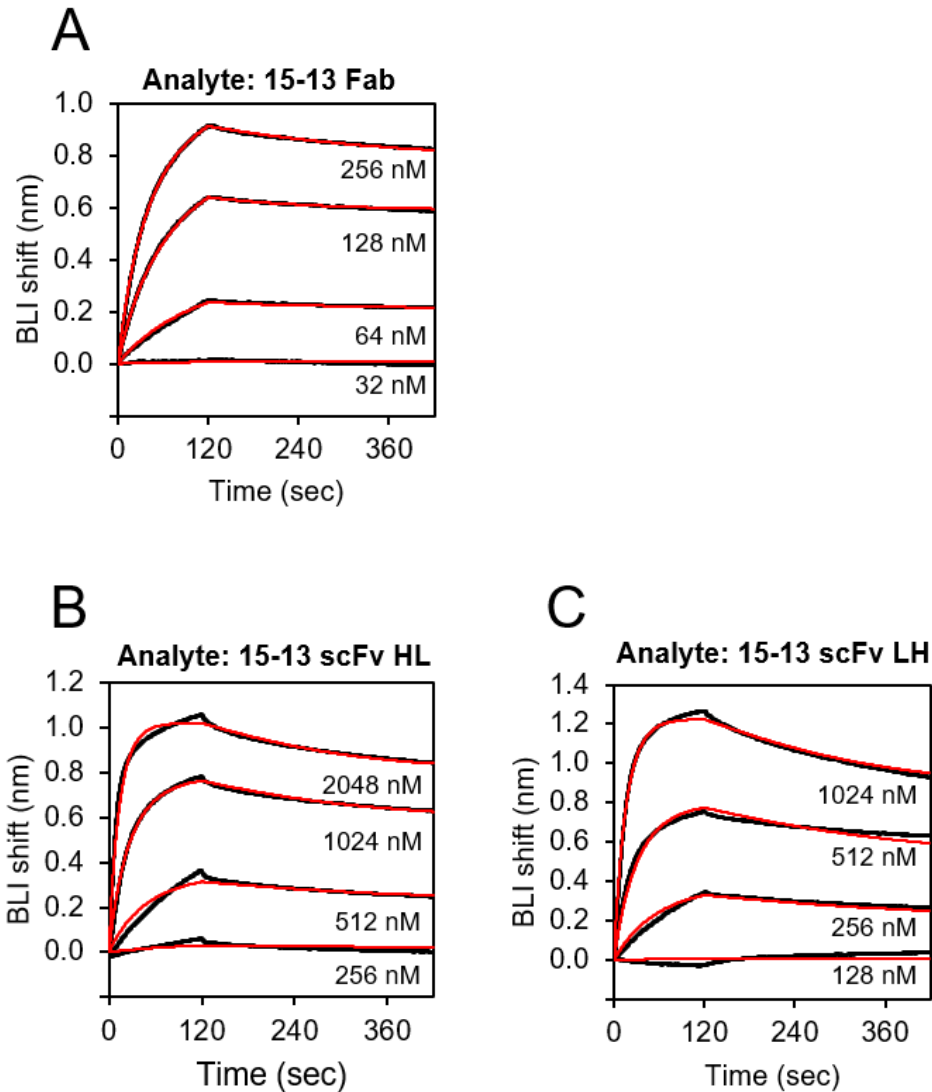 A
Analyte: 15-13 Fab
1.0
0.8
0.6
0.4
0.2
0.0
BLI shift (nm)
256 nM
128 nM
64 nM
32 nM
0 120 240 360
Time (sec)
B
Analyte: 15-13 scFv HL
1.2
1.0
0.8
0.6
0.4
0.2
0.0
BLI shift (nm)
2048 nM
1024 nM
512 nM
256 nM
0 120 240 360
Time (sec)
C
Analyte: 15-13 scFv LH
1.4
1.2
1.0
0.8
0.6
0.4
0.2
0.0
BLI shift (nm)
1024 nM
512 nM
256 nM
128 nM
0 120 240 360
Time (sec)